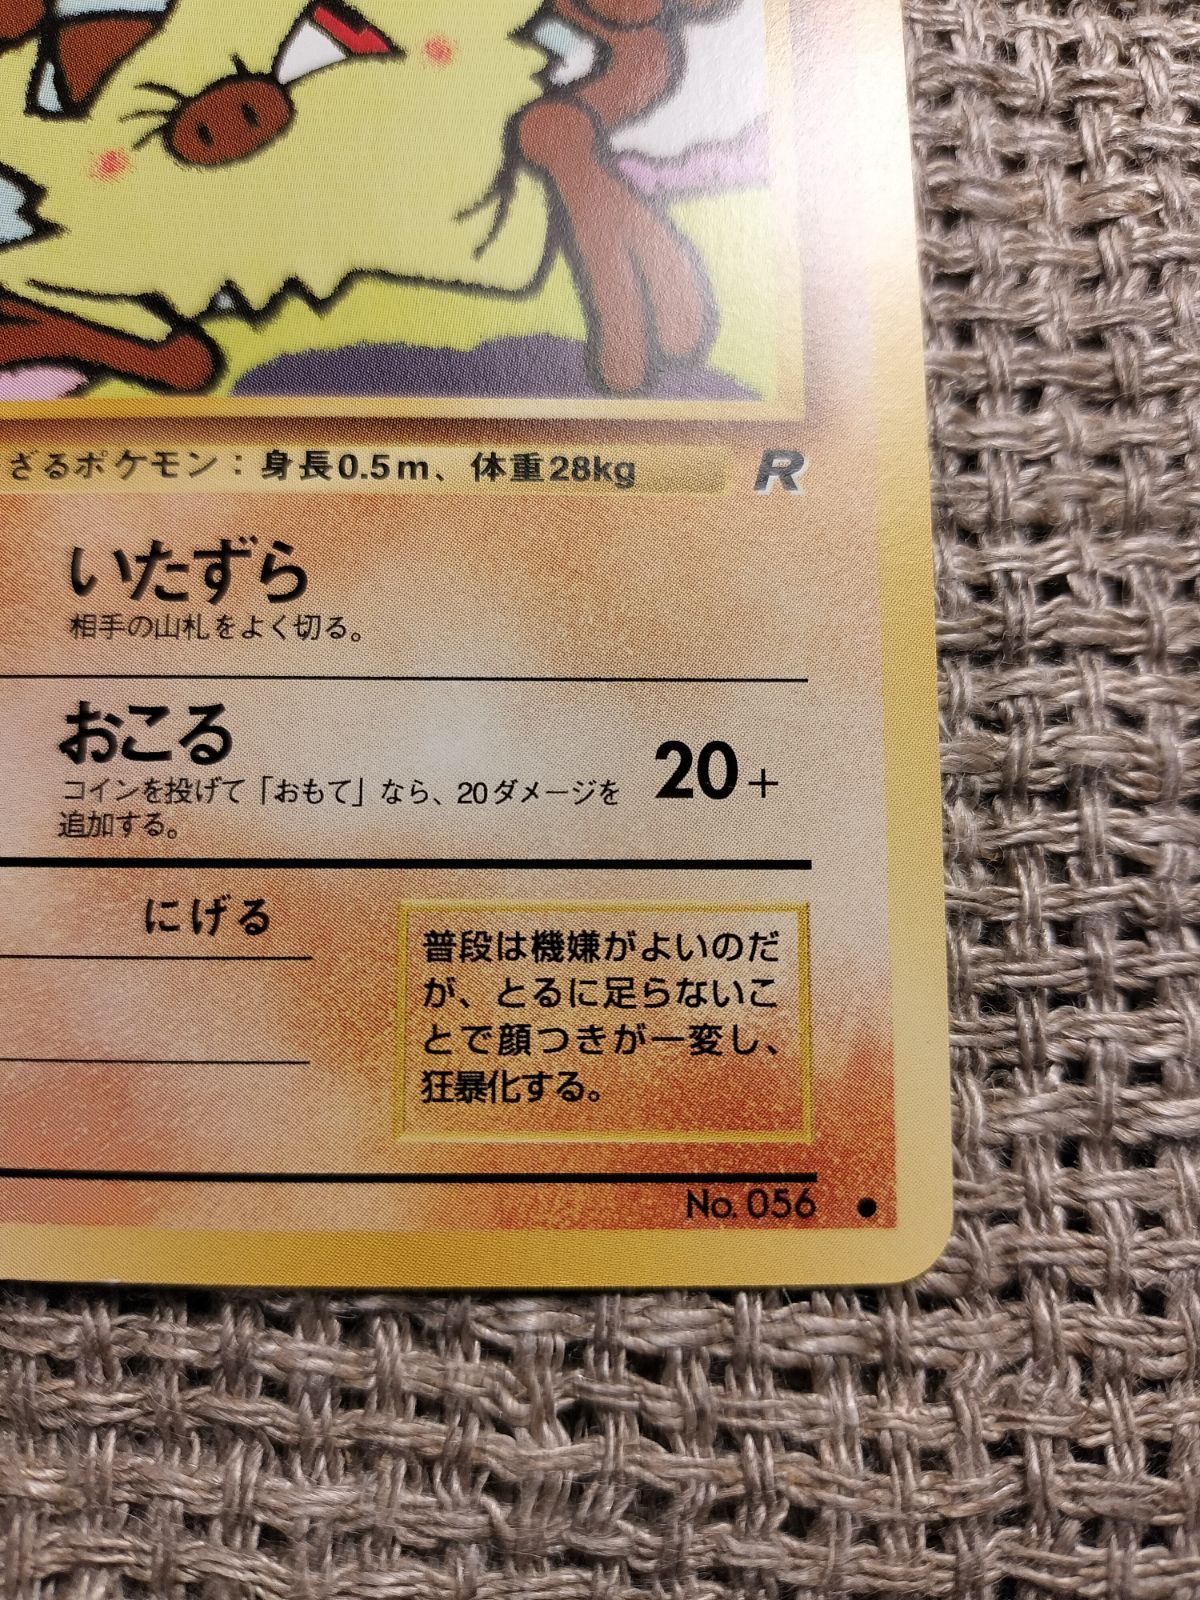 ざるポケモン：身長0.5m、体重28kg
R
いたずら
相手の山札をよく切る。
おこる
20+
コインを投げて「おもて」なら、20ダメージを
追加する。
にげる
普段は機嫌がよいのだ
が、とるに足らないこ
とで顔つきが一変し、
狂暴化する。
No. 056 ●